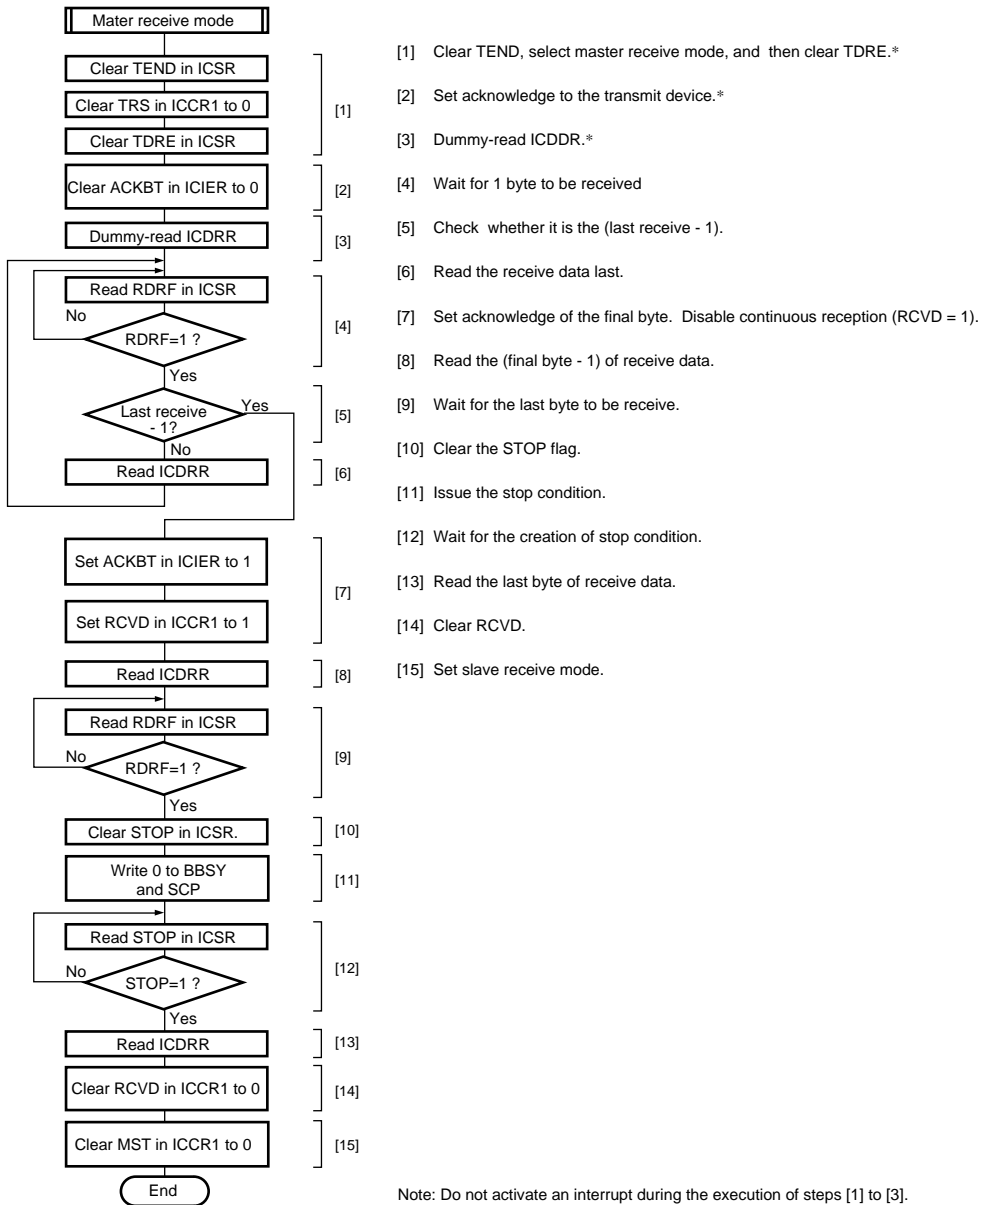 Mater receive mode
Clear TEND in ICSR
Clear TRS in ICCR1 to 0
[1]
Clear TDRE in ICSR
Clear ACKBT in ICIER to 0
[2]
Dummy-read ICDRR
[3]
Read RDRF in ICSR
No
RDRF=1 ?
[4]
Yes
Last receive
- 1?
Yes
[5]
No
Read ICDRR
[6]
Set ACKBT in ICIER to 1
[7]
Set RCVD in ICCR1 to 1
Read ICDRR
[8]
Read RDRF in ICSR
No
RDRF=1 ?
[9]
Yes
Clear STOP in ICSR.
[10]
Write 0 to BBSY
and SCP
[11]
Read STOP in ICSR
No
STOP=1 ?
[12]
Yes
Read ICDRR
[13]
Clear RCVD in ICCR1 to 0
[14]
Clear MST in ICCR1 to 0
[15]
End
[1] Clear TEND, select master receive mode, and then clear TDRE.*
[2] Set acknowledge to the transmit device.*
[3] Dummy-read ICDDR.*
[4] Wait for 1 byte to be received
[5] Check whether it is the (last receive - 1).
[6] Read the receive data last.
[7] Set acknowledge of the final byte. Disable continuous reception (RCVD = 1).
[8] Read the (final byte - 1) of receive data.
[9] Wait for the last byte to be receive.
[10] Clear the STOP flag.
[11] Issue the stop condition.
[12] Wait for the creation of stop condition.
[13] Read the last byte of receive data.
[14] Clear RCVD.
[15] Set slave receive mode.
Note: Do not activate an interrupt during the execution of steps [1] to [3].